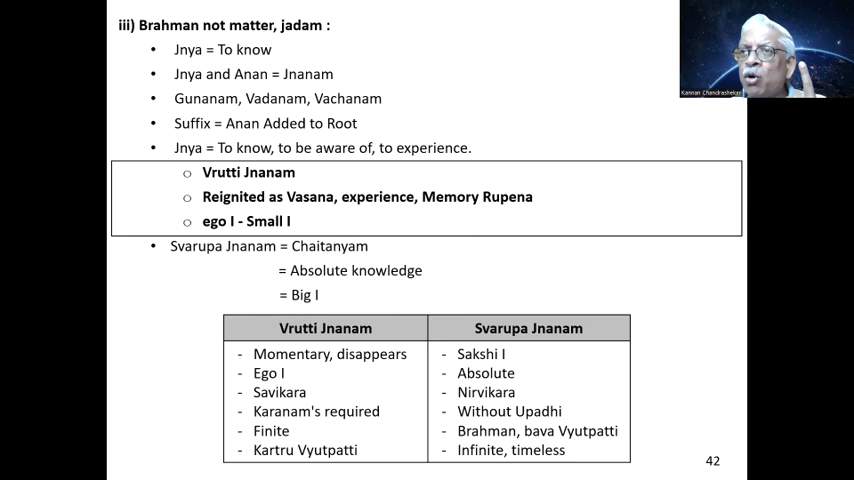 iii) Brahman not matter, jadam :
• Jnya = To know
• Jnya and Anan = Jnanam
• Gunanam, Vadanam, Vachanam
• Suffix = Anan Added to Root
• Jnya = To know, to be aware of, to experience.
o Vrutti Jnanam
o Reignited as Vasana, experience, Memory Rupena
o ego I - Small I
• Svarupa Jnanam = Chaitanyam
= Absolute knowledge
= Big I
Vrutti Jnanam
- Momentary, disappears
- Ego I
- Savikara
- Karanam's required
- Finite
- Kartru Vyutpatti
Svarupa Jnanam
- Sakshi I
- Absolute
- Nirvikara
- Without Upadhi
- Brahman, bava Vyutpatti
- Infinite, timeless
42
Kannan Chandrashekar